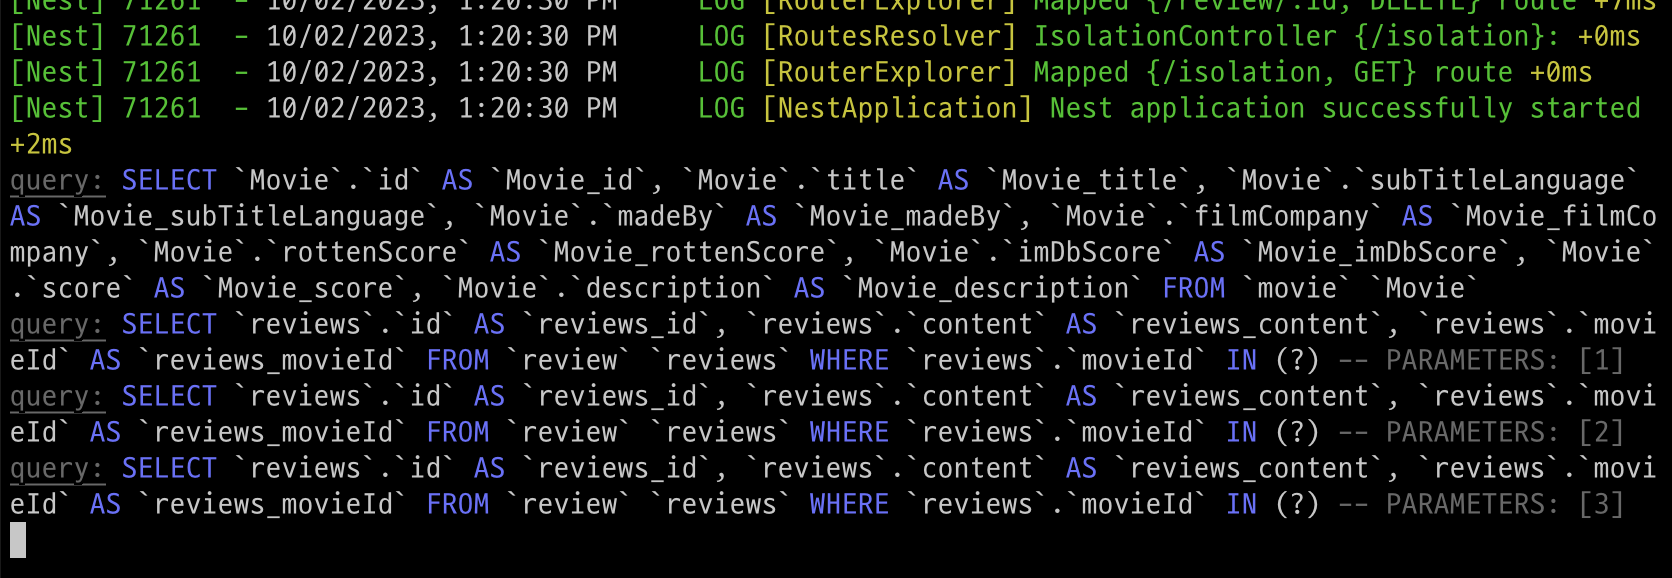 [Nest] 71261  - 10/02/2023, 1:20:30 PM     LOG [RouterExplorer] Mapped {/review/:id, DELETE} route +7ms
[Nest] 71261  - 10/02/2023, 1:20:30 PM     LOG [RoutesResolver] IsolationController {/isolation}: +0ms
[Nest] 71261  - 10/02/2023, 1:20:30 PM     LOG [RouterExplorer] Mapped {/isolation, GET} route +0ms
[Nest] 71261  - 10/02/2023, 1:20:30 PM     LOG [NestApplication] Nest application successfully started
+2ms
query: SELECT `Movie`.`id` AS `Movie_id`, `Movie`.`title` AS `Movie_title`, `Movie`.`subTitleLanguage`
AS `Movie_subTitleLanguage`, `Movie`.`madeBy` AS `Movie_madeBy`, `Movie`.`filmCompany` AS `Movie_filmCo
mpany`, `Movie`.`rottenScore` AS `Movie_rottenScore`, `Movie`.`imDbScore` AS `Movie_imDbScore`, `Movie`
.`score` AS `Movie_score`, `Movie`.`description` AS `Movie_description` FROM `movie` `Movie`
query: SELECT `reviews`.`id` AS `reviews_id`, `reviews`.`content` AS `reviews_content`, `reviews`.`movi
eId` AS `reviews_movieId` FROM `review` `reviews` WHERE `reviews`.`movieId` IN (?) -- PARAMETERS: [1]
query: SELECT `reviews`.`id` AS `reviews_id`, `reviews`.`content` AS `reviews_content`, `reviews`.`movi
eId` AS `reviews_movieId` FROM `review` `reviews` WHERE `reviews`.`movieId` IN (?) -- PARAMETERS: [2]
query: SELECT `reviews`.`id` AS `reviews_id`, `reviews`.`content` AS `reviews_content`, `reviews`.`movi
eId` AS `reviews_movieId` FROM `review` `reviews` WHERE `reviews`.`movieId` IN (?) -- PARAMETERS: [3]